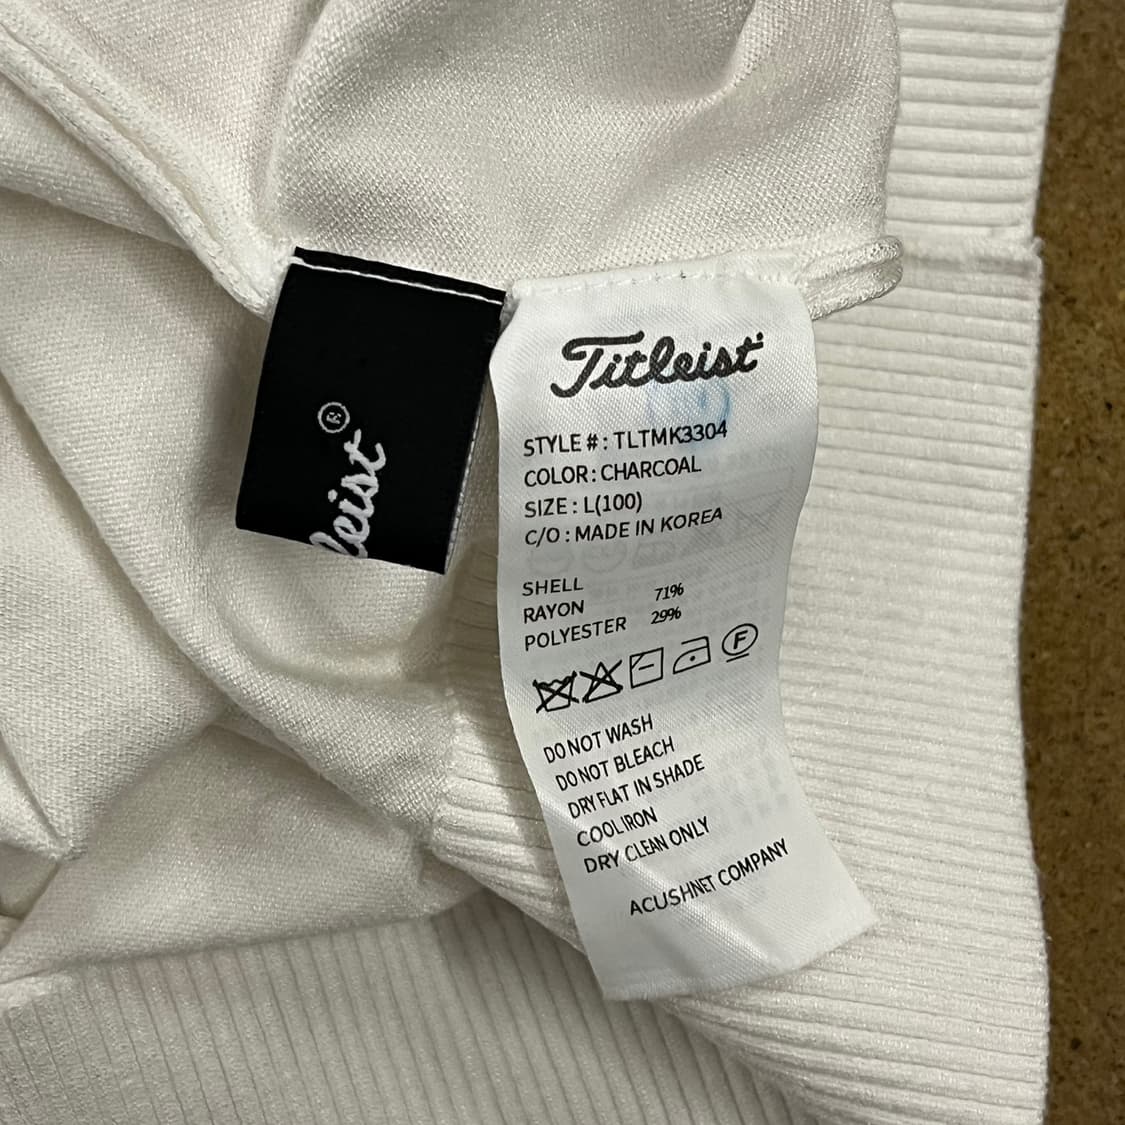 Titleist
STYLE # : TLTMK3304
COLOR : CHARCOAL
SIZE : L(100)
C/O : MADE IN KOREA
SHELL
RAYON 71%
POLYESTER 29%
F
DO NOT WASH
DO NOT BLEACH
DRY FLAT IN SHADE
COOL IRON
DRY CLEAN ONLY
ACUSHNET COMPANY
leist®